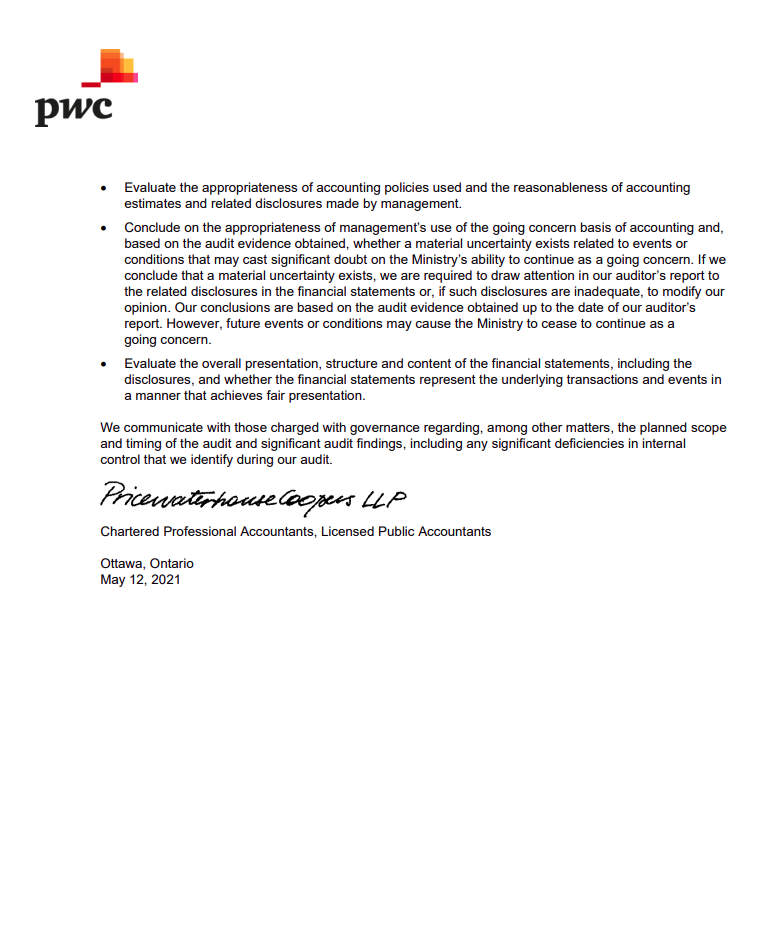 pwc
• Evaluate the appropriateness of accounting policies used and the reasonableness of accounting
estimates and related disclosures made by management.
• Conclude on the appropriateness of management’s use of the going concern basis of accounting and,
based on the audit evidence obtained, whether a material uncertainty exists related to events or
conditions that may cast significant doubt on the Ministry’s ability to continue as a going concern. If we
conclude that a material uncertainty exists, we are required to draw attention in our auditor’s report to
the related disclosures in the financial statements or, if such disclosures are inadequate, to modify our
opinion. Our conclusions are based on the audit evidence obtained up to the date of our auditor’s
report. However, future events or conditions may cause the Ministry to cease to continue as a
going concern.
• Evaluate the overall presentation, structure and content of the financial statements, including the
disclosures, and whether the financial statements represent the underlying transactions and events in
a manner that achieves fair presentation.
We communicate with those charged with governance regarding, among other matters, the planned scope
and timing of the audit and significant audit findings, including any significant deficiencies in internal
control that we identify during our audit.
PricewaterhouseCoopers LLP
Chartered Professional Accountants, Licensed Public Accountants
Ottawa, Ontario
May 12, 2021